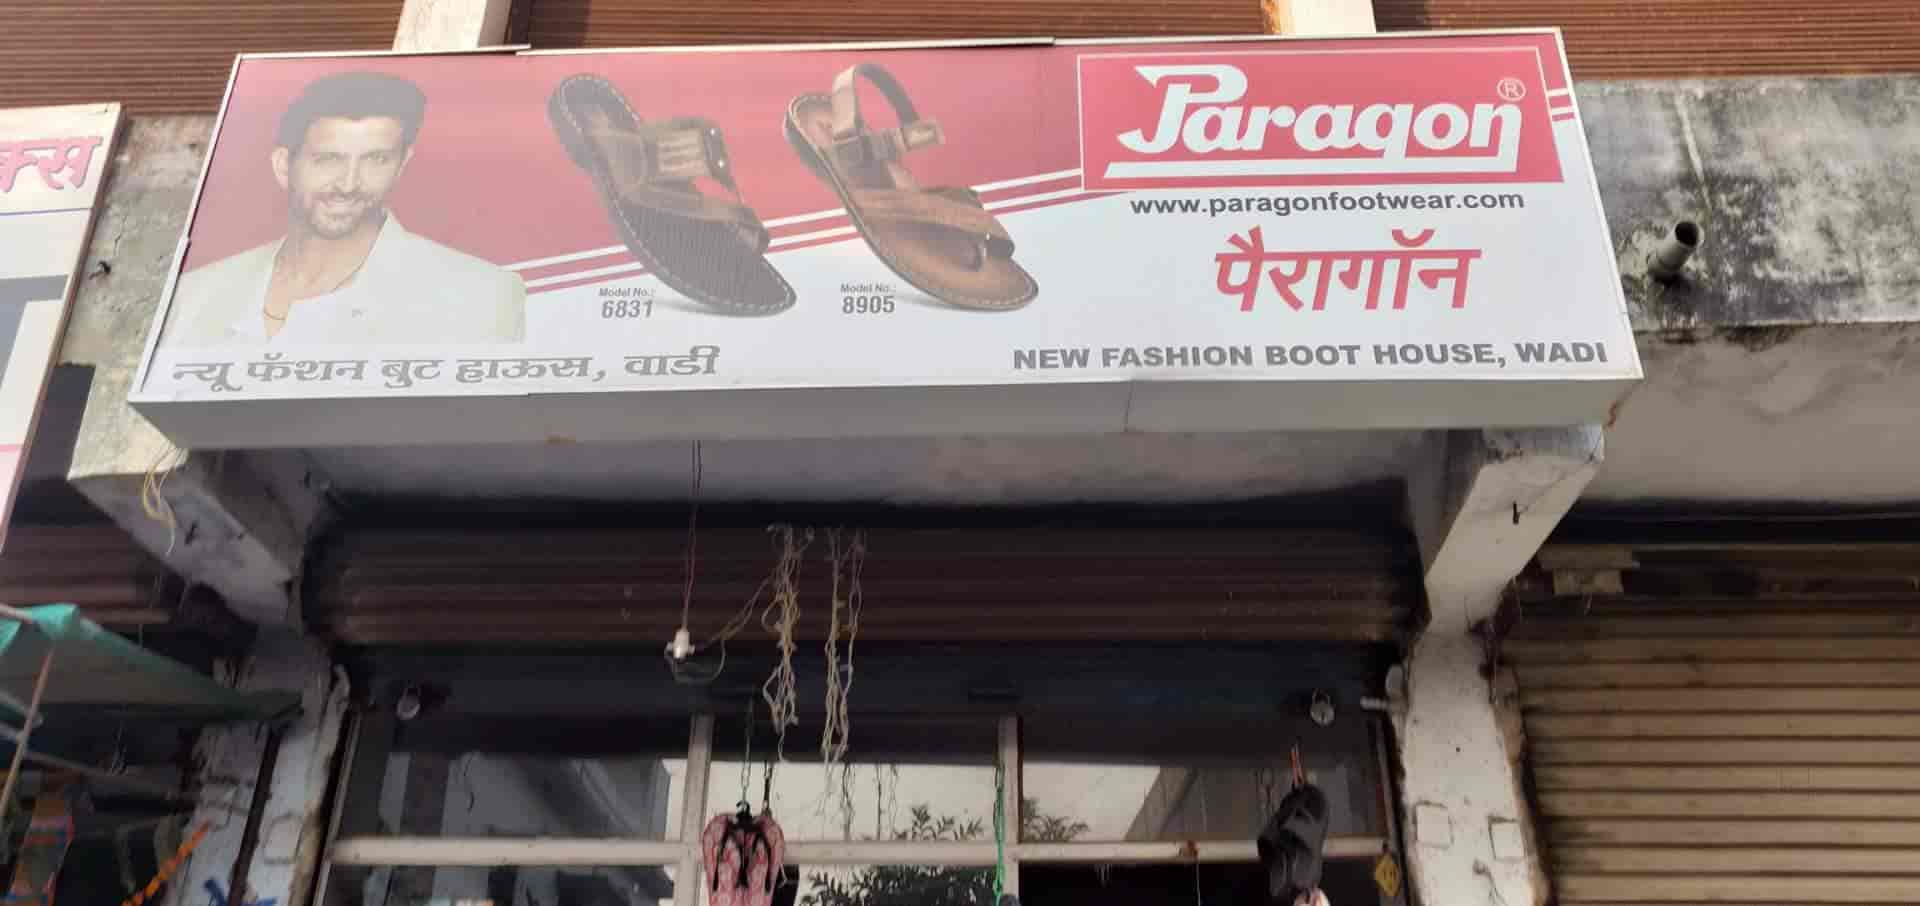 क्स
Paragon®
www.paragonfootwear.com
पैरागॉन
Model No.:
6831
Model No.:
8905
न्यू फॅशन बुट हाऊस, वाडी
NEW FASHION BOOT HOUSE, WADI